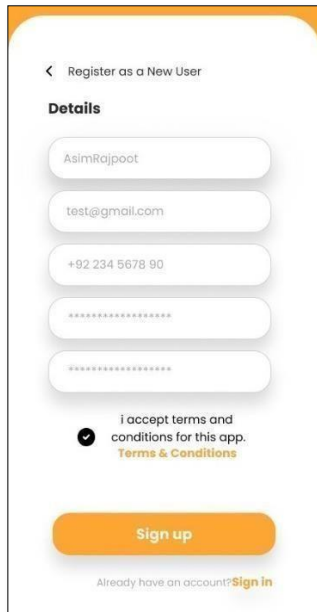 Register as a New User
Details
AsimRajpoot
test@gmail.com
+92 234 5678 90
******************
******************
i accept terms and
conditions for this app.
Terms & Conditions
Sign up
Already have an account?Sign in